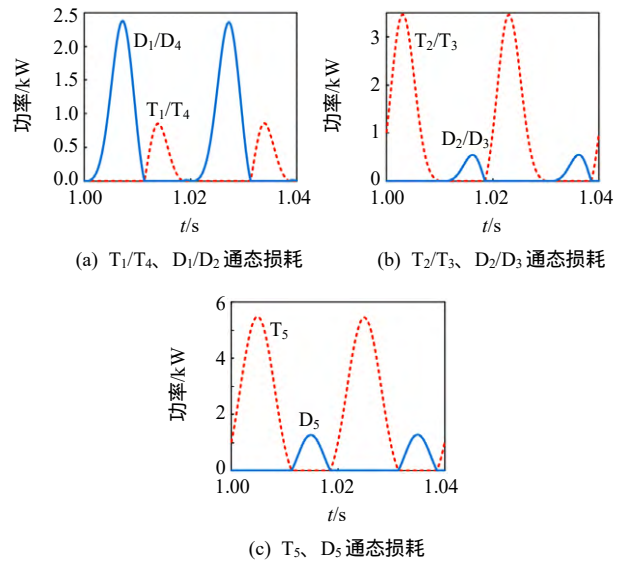 2.5
2.0
1.5
1.0
0.5
0.0
功率/kW
D₁/D₄
T₁/T₄
1.00
1.02
1.04
t/s
(a) T₁/T₄、D₁/D₂ 通态损耗
3
2
1
0
功率/kW
T₂/T₃
D₂/D₃
1.00
1.02
1.04
t/s
(b) T₂/T₃、D₂/D₃ 通态损耗
6
4
2
0
功率/kW
T₅
D₅
1.00
1.02
1.04
t/s
(c) T₅、D₅ 通态损耗